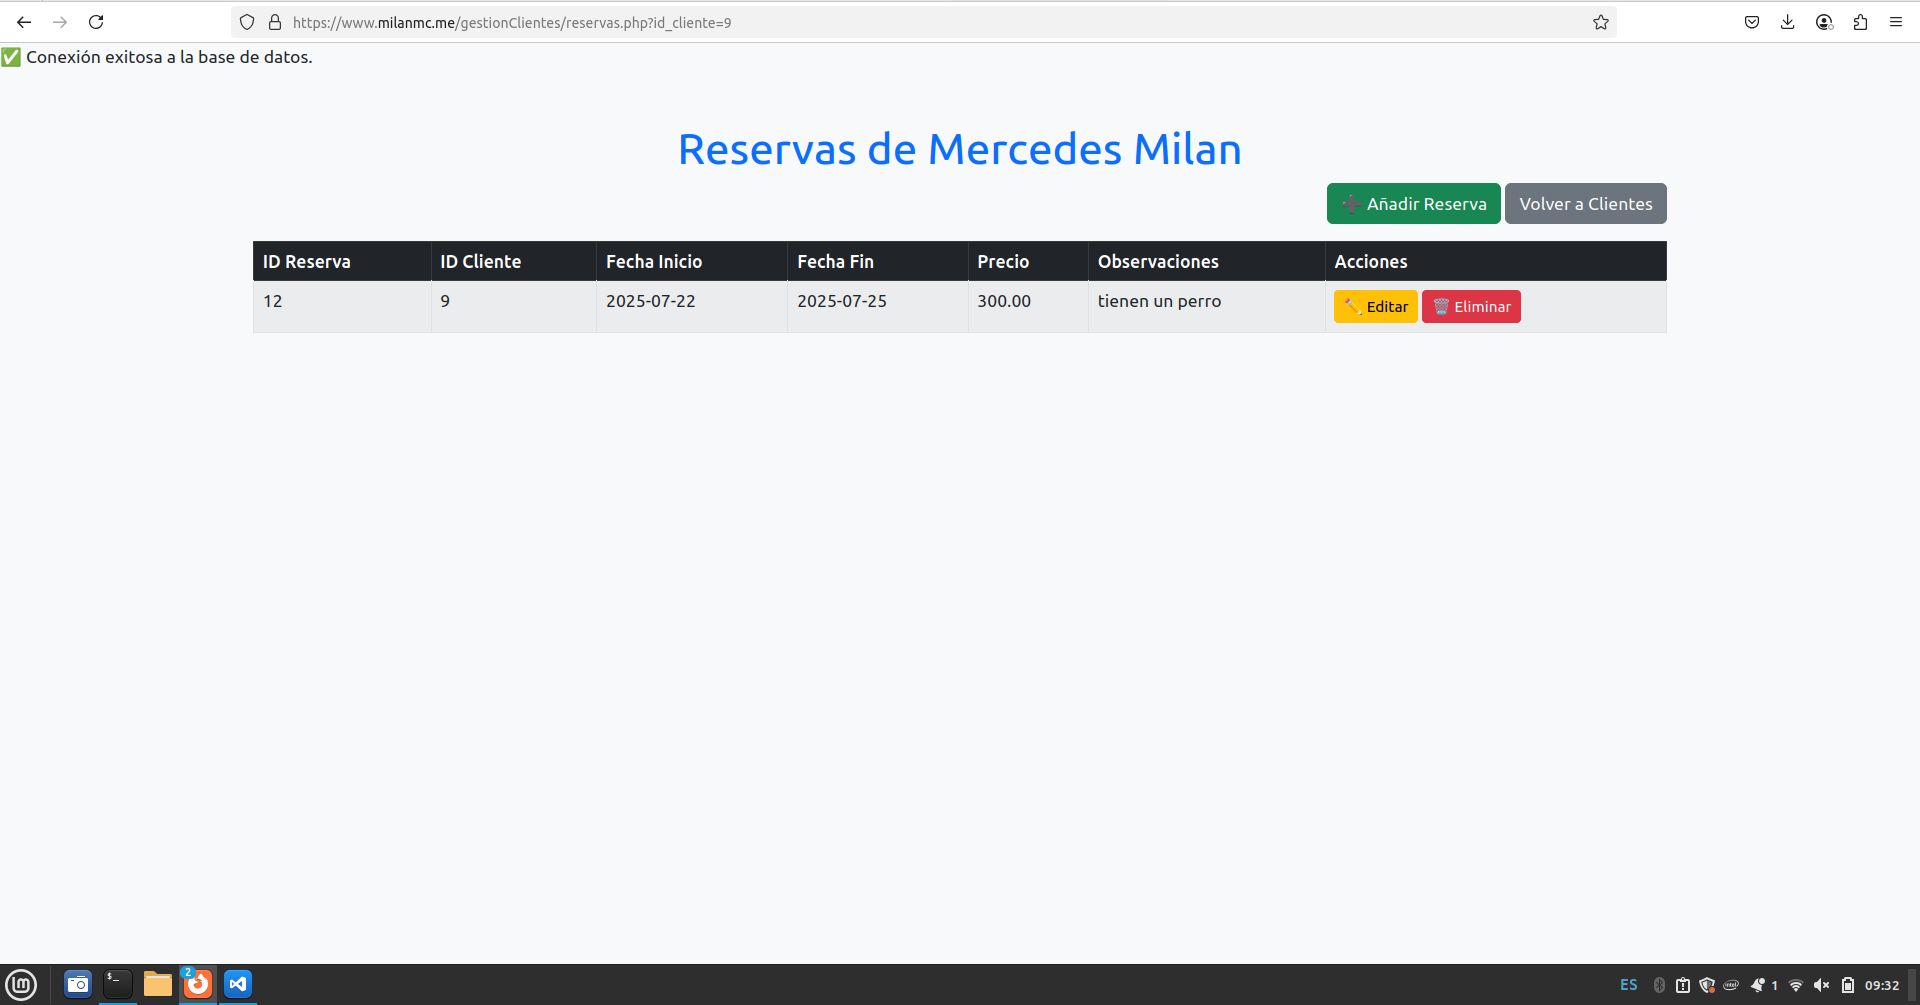 https://www.milanmc.me/gestionClientes/reservas.php?id_cliente=9
✅ Conexión exitosa a la base de datos.
Reservas de Mercedes Milan
➕ Añadir Reserva Volver a Clientes
ID Reserva ID Cliente Fecha Inicio Fecha Fin Precio Observaciones Acciones
12 9 2025-07-22 2025-07-25 300.00 tienen un perro ✏️ Editar 🗑️ Eliminar
$_ 2 lm ES intel 1 09:32